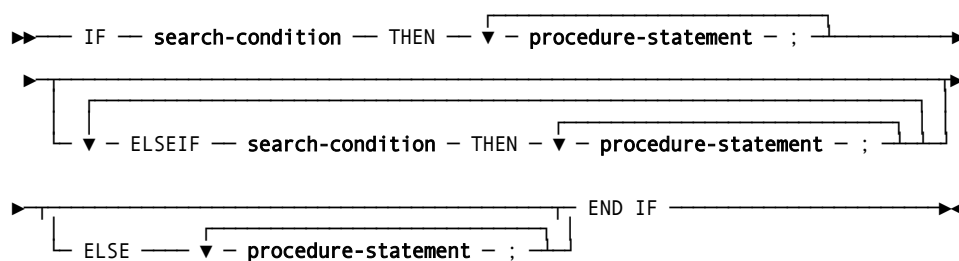 IF search-condition THEN procedure-statement ;
ELSEIF search-condition THEN procedure-statement ;
END IF
ELSE procedure-statement ;